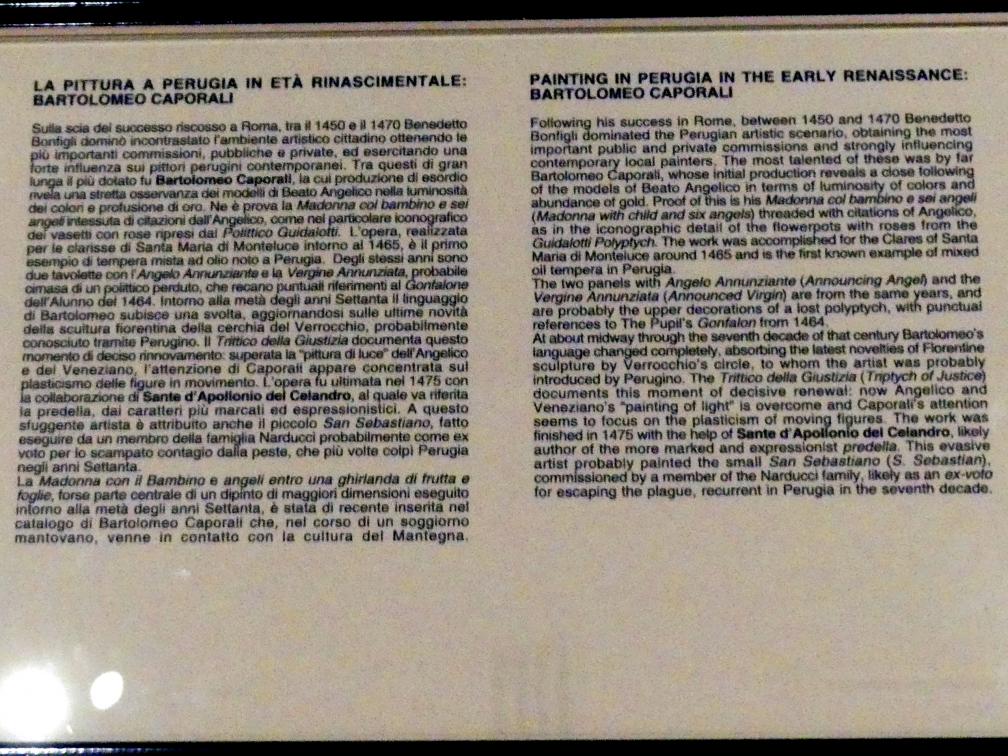 LA PITTURA A PERUGIA IN ETÀ RINASCIMENTALE:
BARTOLOMEO CAPORALI
Sulla scia del successo riscosso a Roma, tra il 1450 e il 1470 Benedetto
Bonfigli dominò incontrastato l'ambiente artistico cittadino ottenendo le
più importanti commissioni, pubbliche e private, ed esercitando una
forte influenza sui pittori perugini contemporanei. Tra questi di gran
lunga il più dotato fu Bartolomeo Caporali, la cui produzione di esordio
rivela una stretta osservanza dei modelli di Beato Angelico nella luminosità
dei colori e profusione di oro. Ne è prova la Madonna col bambino e sei
angeli intessuta di citazioni dall'Angelico, come nel particolare iconografico
dei vasetti con rose ripresi dal Polittico Guidalotti. L'opera, realizzata
per le clarisse di Santa Maria di Monteluce intorno al 1465, è il primo
esempio di tempera mista ad olio noto a Perugia. Degli stessi anni sono
due tavolette con l'Angelo Annunziante e la Vergine Annunziata, probabile
cimasa di un polittico perduto, che recano puntuali riferimenti al Gonfalone
dell'Alunno del 1464. Intorno alla metà degli anni Settanta il linguaggio
di Bartolomeo subisce una svolta, aggiornandosi sulle ultime novità
della scultura fiorentina della cerchia del Verrocchio, probabilmente
conosciuto tramite Perugino. Il Trittico della Giustizia documenta questo
momento di deciso rinnovamento: superata la "pittura di luce" dell'Angelico
e del Veneziano, l'attenzione di Caporali appare concentrata sul
plasticismo delle figure in movimento. L'opera fu ultimata nel 1475 con
la collaborazione di Sante d'Apollonio del Celandro, al quale va riferita
la predella, dai caratteri più marcati ed espressionistici. A questo
sfuggente artista è attribuito anche il piccolo San Sebastiano, fatto
eseguire da un membro della famiglia Narducci probabilmente come ex
voto per lo scampato contagio dalla peste, che più volte colpì Perugia
negli anni Settanta.
La Madonna con il Bambino e angeli entro una ghirlanda di frutta e
foglie, forse parte centrale di un dipinto di maggiori dimensioni eseguito
intorno alla metà degli anni Settanta, è stata di recente inserita nel
catalogo di Bartolomeo Caporali che, nel corso di un soggiorno
mantovano, venne in contatto con la cultura del Mantegna.
PAINTING IN PERUGIA IN THE EARLY RENAISSANCE:
BARTOLOMEO CAPORALI
Following his success in Rome, between 1450 and 1470 Benedetto
Bonfigli dominated the Perugian artistic scenario, obtaining the most
important public and private commissions and strongly influencing
contemporary local painters. The most talented of these was by far
Bartolomeo Caporali, whose initial production reveals a close following
of the models of Beato Angelico in terms of luminosity of colors and
abundance of gold. Proof of this is his Madonna col bambino e sei angeli
(Madonna with child and six angels) threaded with citations of Angelico,
as in the iconographic detail of the flowerpots with roses from the
Guidalotti Polyptych. The work was accomplished for the Clares of Santa
Maria di Monteluce around 1465 and is the first known example of mixed
oil tempera in Perugia.
The two panels with Angelo Annunziante (Announcing Angel) and the
Vergine Annunziata (Announced Virgin) are from the same years, and
are probably the upper decorations of a lost polyptych, with punctual
references to The Pupil's Gonfalon from 1464.
At about midway through the seventh decade of that century Bartolomeo's
language changed completely, absorbing the latest novelties of Florentine
sculpture by Verrocchio's circle, to whom the artist was probably
introduced by Perugino. The Trittico della Giustizia (Triptych of Justice)
documents this moment of decisive renewal: now Angelico and
Veneziano's "painting of light" is overcome and Caporali's attention
seems to focus on the plasticism of moving figures. The work was
finished in 1475 with the help of Sante d'Apollonio del Celandro, likely
author of the more marked and expressionist predella. This evasive
artist probably painted the small San Sebastiano (S. Sebastian),
commissioned by a member of the Narducci family, likely as an ex-voto
for escaping the plague, recurrent in Perugia in the seventh decade.